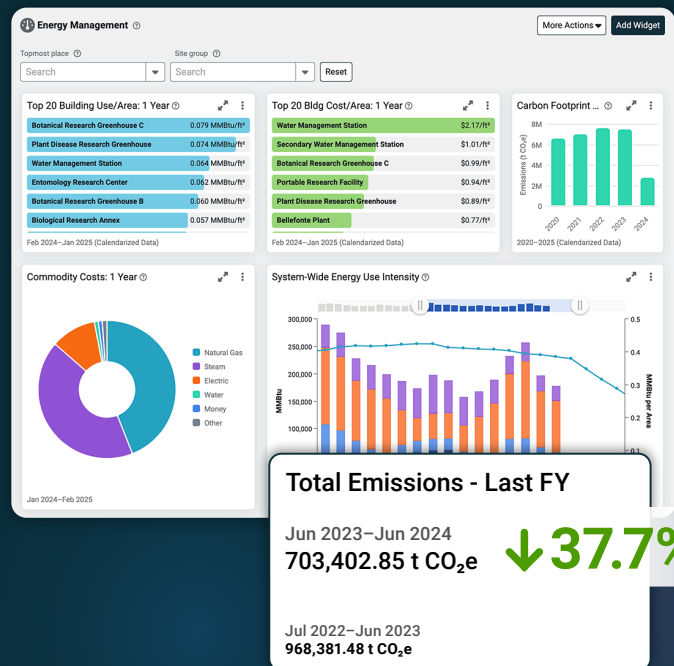 Energy Management
More Actions
Add Widget
Topmost place
Site group
Search
Search
Reset
Top 20 Building Use/Area: 1 Year
Botanical Research Greenhouse C 0.079 MMBtu/ft²
Plant Disease Research Greenhouse 0.074 MMBtu/ft²
Water Management Station 0.064 MMBtu/ft²
Entomology Research Center 0.062 MMBtu/ft²
Botanical Research Greenhouse B 0.060 MMBtu/ft²
Biological Research Annex 0.057 MMBtu/ft²
Feb 2024–Jan 2025 (Calendarized Data)
Top 20 Bldg Cost/Area: 1 Year
Water Management Station $2.17/ft²
Secondary Water Management Station $1.01/ft²
Botanical Research Greenhouse C $0.99/ft²
Portable Research Facility $0.94/ft²
Plant Disease Research Greenhouse $0.89/ft²
Bellefonte Plant $0.77/ft²
Feb 2024–Jan 2025 (Calendarized Data)
Carbon Footprint ...
Emissions (t CO₂e)
8M
6M
4M
2M
0
2020 2021 2022 2023 2024
2020–2025 (Calendarized Data)
Commodity Costs: 1 Year
Natural Gas
Steam
Electric
Water
Money
Other
Jan 2024–Feb 2025
System-Wide Energy Use Intensity
MMBtu
300,000
250,000
200,000
150,000
100,000
0.5
0.4
0.3
0.2
0.1
MMBtu per Area
Total Emissions - Last FY
Jun 2023–Jun 2024
703,402.85 t CO₂e
↓37.7%
Jul 2022–Jun 2023
968,381.48 t CO₂e